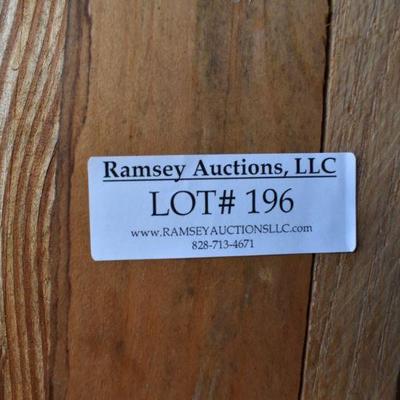 Ramsey Auctions, LLC
LOT# 196
www.RAMSEYAUCTIONSLLC.com
828-713-4671